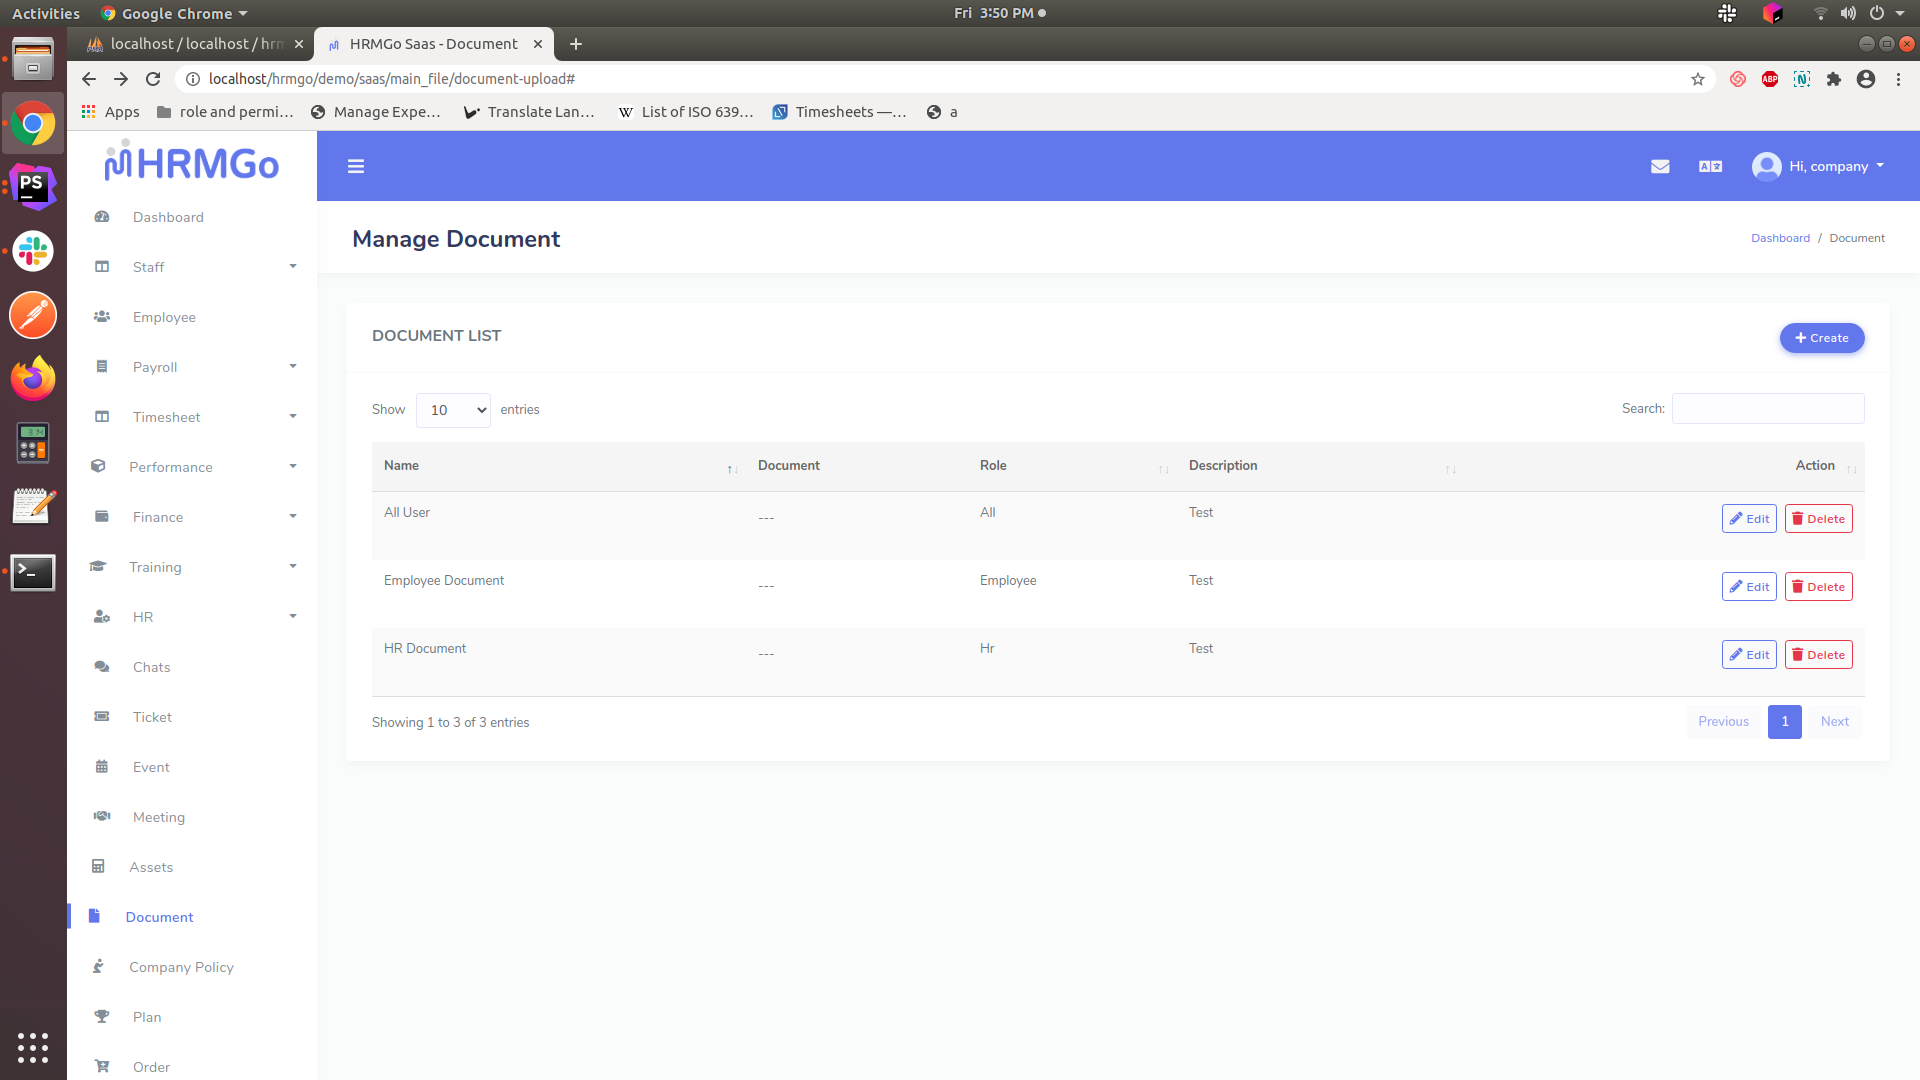 Activities Google Chrome Fri 3:50 PM
localhost / localhost / hrm HRMGo Saas - Document
localhost/hrmgo/demo/saas/main_file/document-upload#
ABP N
Apps role and permi... Manage Expe... Translate Lan... W List of ISO 639... Timesheets —... a
HRMGo
Hi, company
PS
Manage Document
Dashboard / Document
Dashboard
Staff
Employee
Payroll
Timesheet
Performance
Finance
Training
HR
Chats
Ticket
Event
Meeting
Assets
Document
Company Policy
Plan
Order
DOCUMENT LIST
Create
Show 10 entries
Search:
Name Document Role Description Action
All User --- All Test Edit Delete
Employee Document --- Employee Test Edit Delete
HR Document --- Hr Test Edit Delete
Showing 1 to 3 of 3 entries
Previous 1 Next